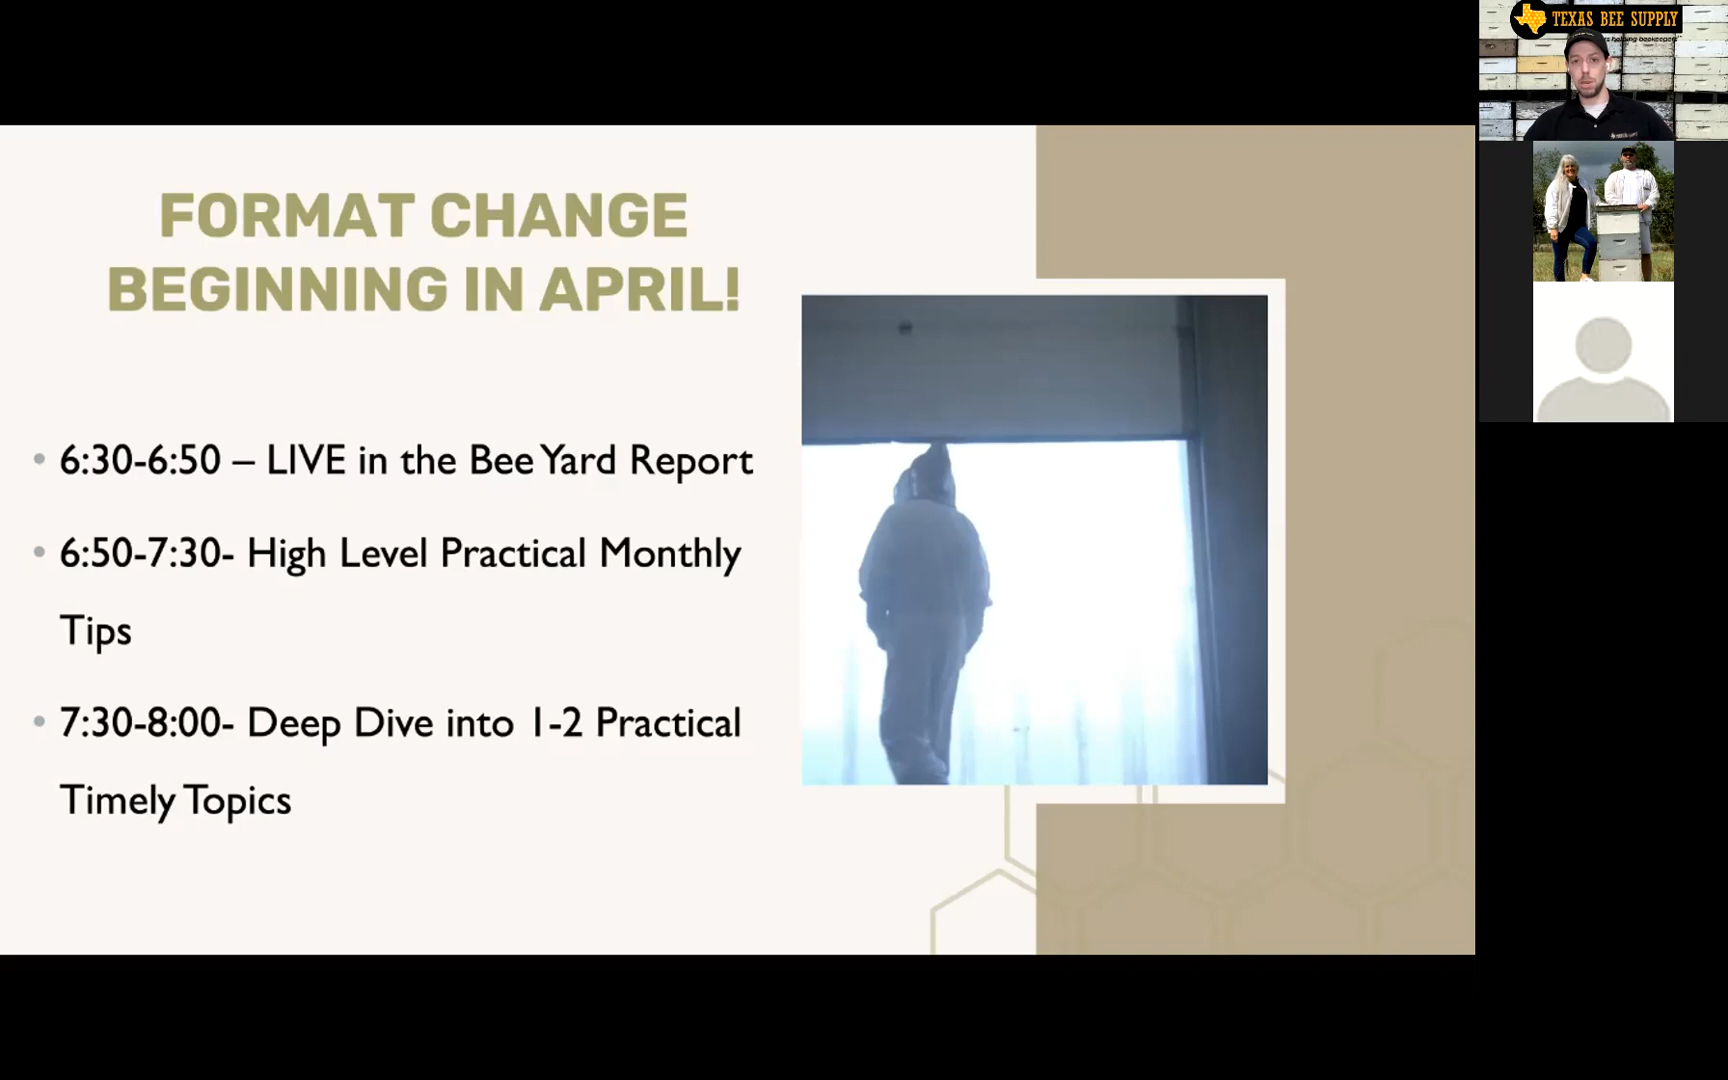 TEXAS BEE SUPPLY
FORMAT CHANGE
BEGINNING IN APRIL!
• 6:30-6:50 – LIVE in the Bee Yard Report
• 6:50-7:30- High Level Practical Monthly
Tips
• 7:30-8:00- Deep Dive into 1-2 Practical
Timely Topics